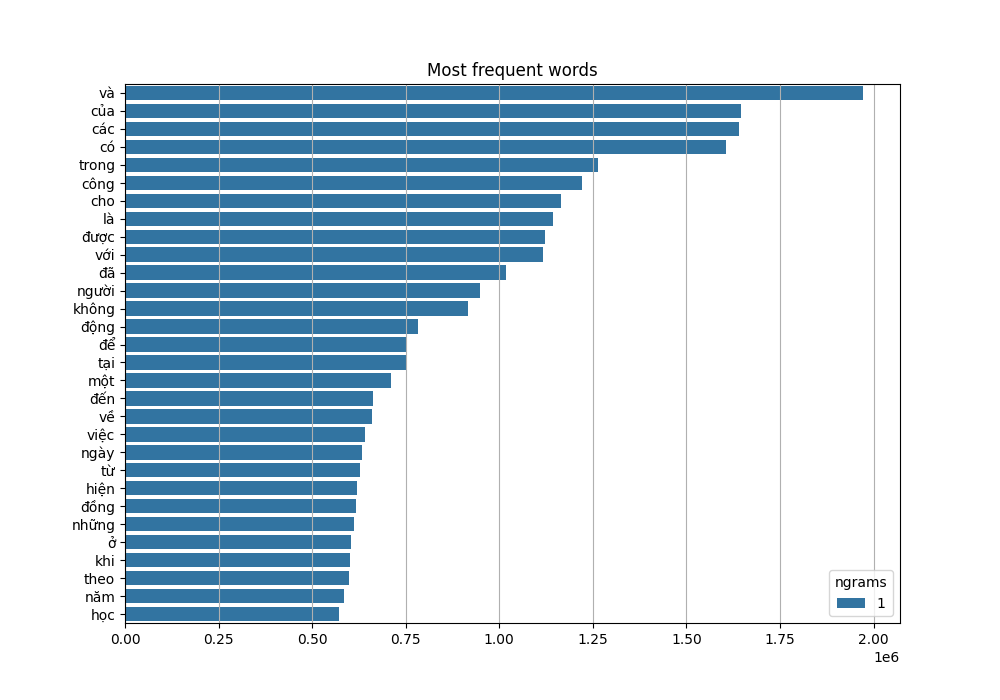 Most frequent words
và
của
các
có
trong
công
cho
là
được
với
đã
người
không
động
để
tại
một
đến
về
việc
ngày
từ
hiện
đồng
những
ở
khi
theo
năm
học
ngrams
1
0.00 0.25 0.50 0.75 1.00 1.25 1.50 1.75 2.00
1e6